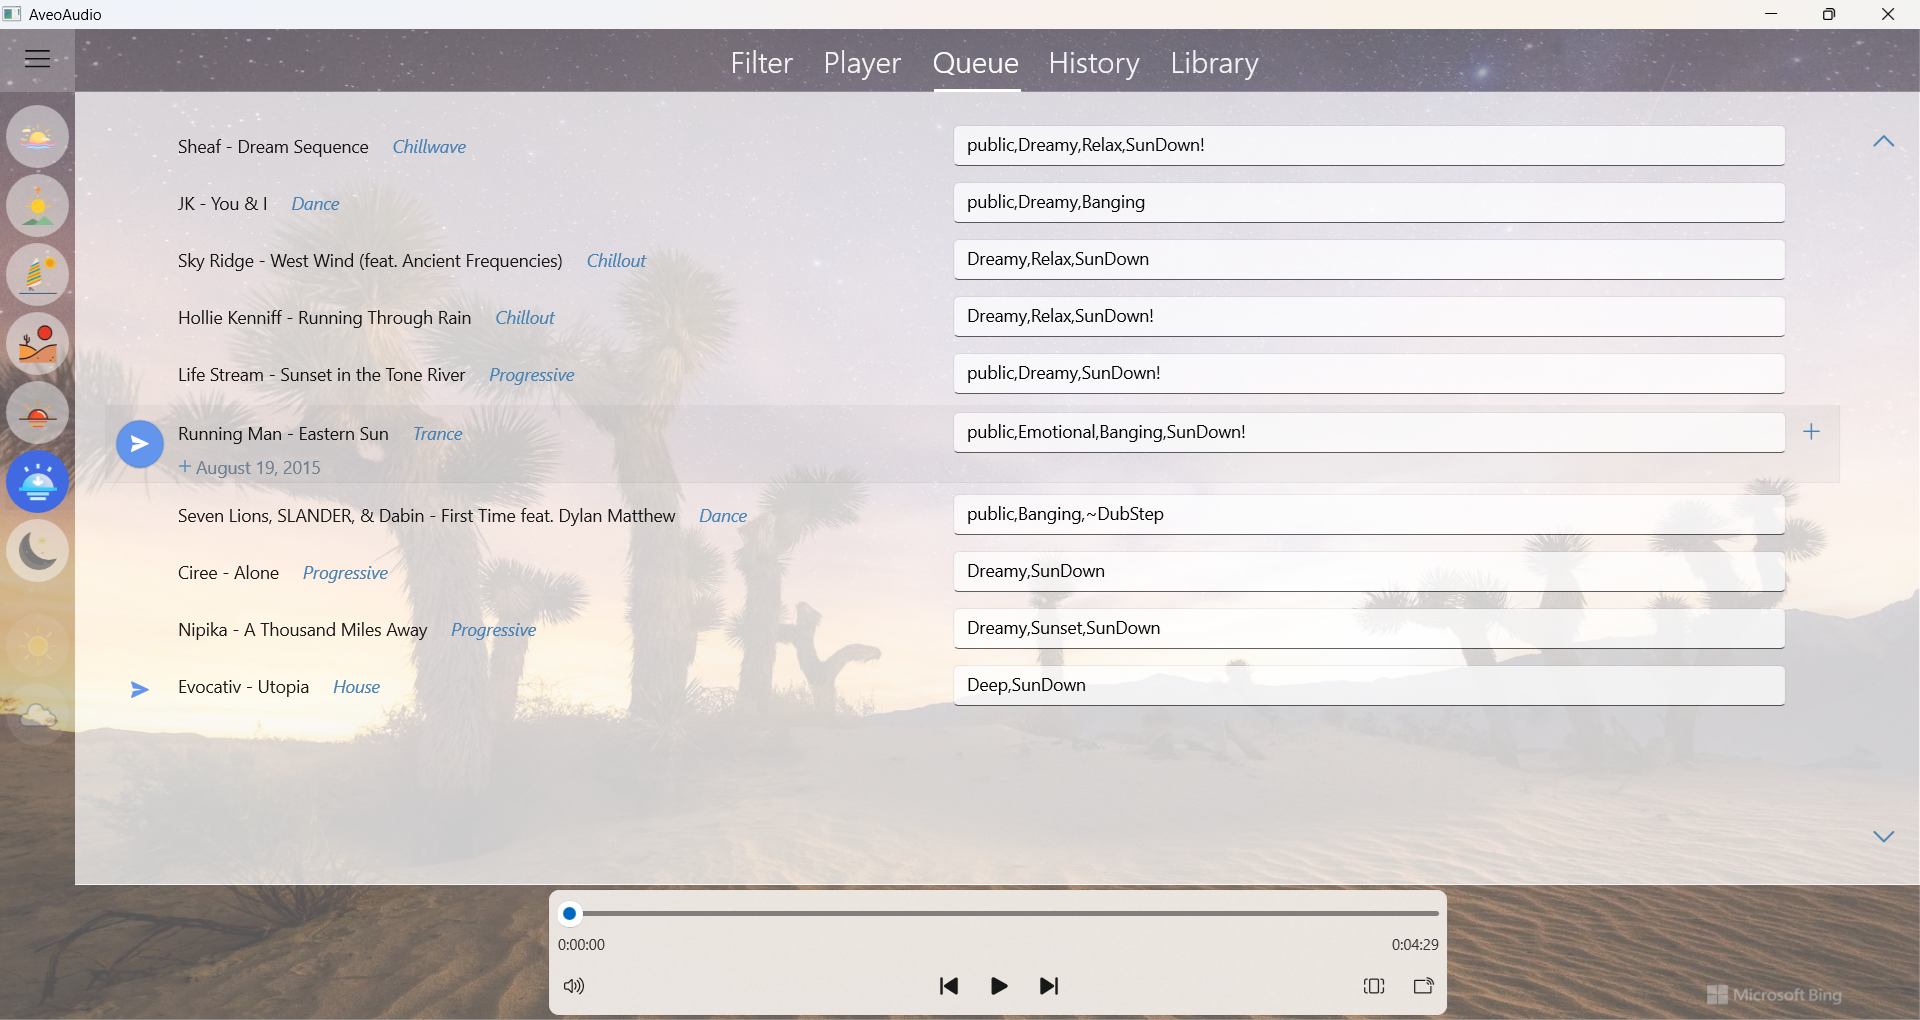 AveoAudio
Filter Player Queue History Library
Sheaf - Dream Sequence Chillwave public,Dreamy,Relax,SunDown!
JK - You & I Dance public,Dreamy,Banging
Sky Ridge - West Wind (feat. Ancient Frequencies) Chillout Dreamy,Relax,SunDown
Hollie Kenniff - Running Through Rain Chillout Dreamy,Relax,SunDown!
Life Stream - Sunset in the Tone River Progressive public,Dreamy,SunDown!
Running Man - Eastern Sun Trance public,Emotional,Banging,SunDown! +
+ August 19, 2015
Seven Lions, SLANDER, & Dabin - First Time feat. Dylan Matthew Dance public,Banging,~DubStep
Ciree - Alone Progressive Dreamy,SunDown
Nipika - A Thousand Miles Away Progressive Dreamy,Sunset,SunDown
Evocativ - Utopia House Deep,SunDown
0:00:00 0:04:29
Microsoft Bing